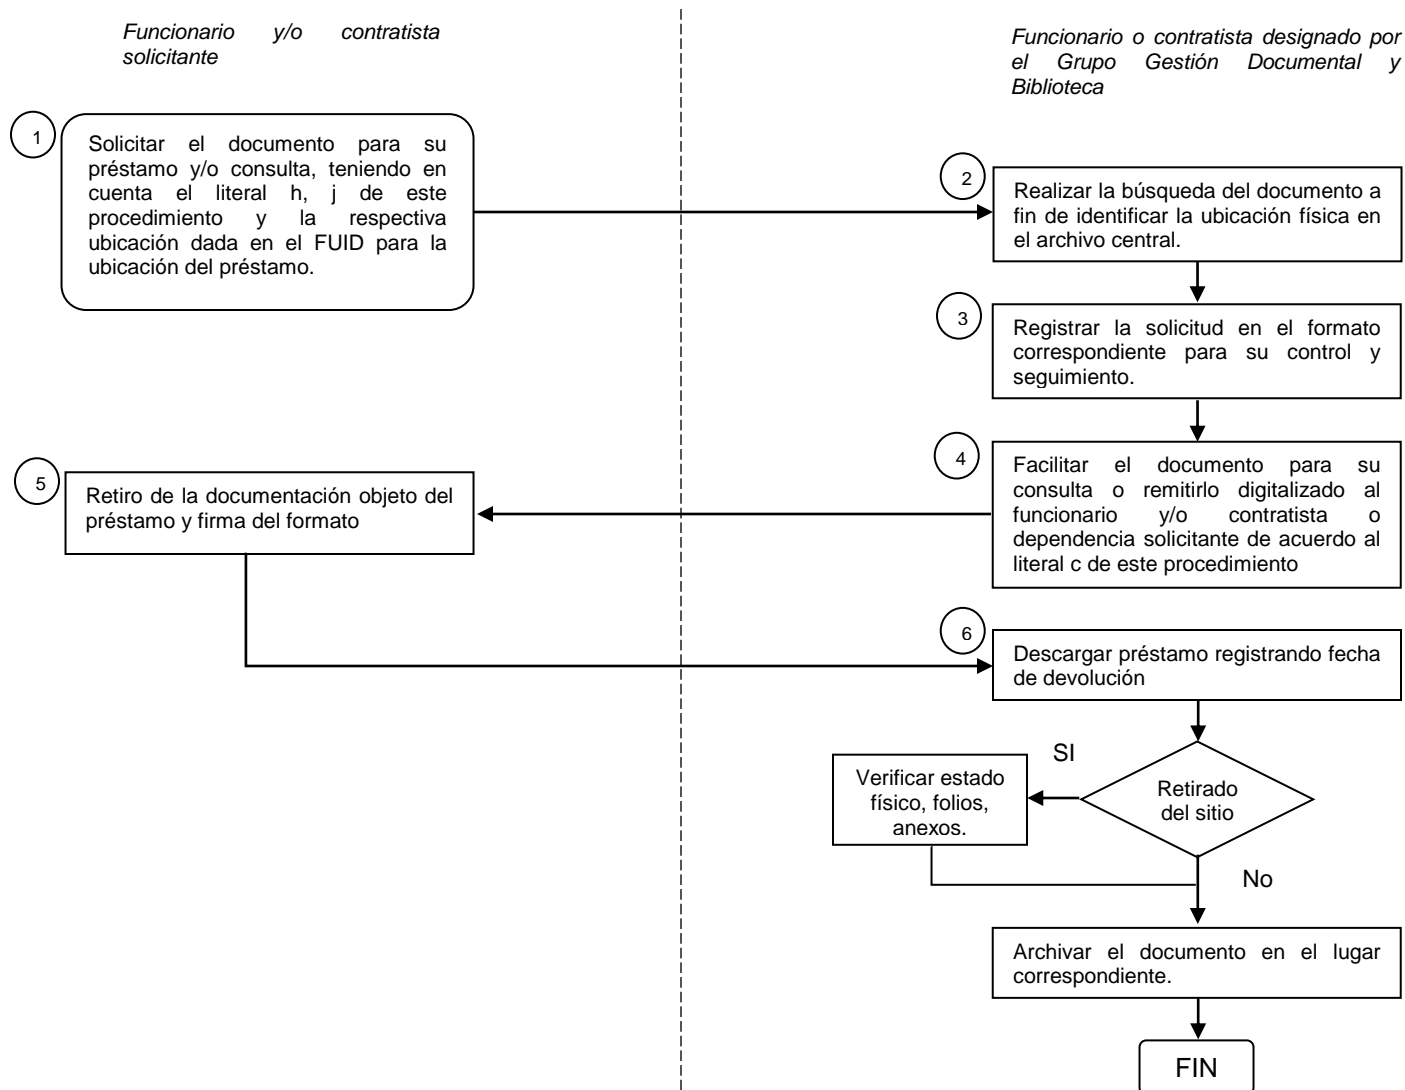 Funcionario y/o contratista
solicitante
Funcionario o contratista designado por
el Grupo Gestión Documental y
Biblioteca
1
Solicitar el documento para su
préstamo y/o consulta, teniendo en
cuenta el literal h, j de este
procedimiento y la respectiva
ubicación dada en el FUID para la
ubicación del préstamo.
2
Realizar la búsqueda del documento a
fin de identificar la ubicación física en
el archivo central.
3
Registrar la solicitud en el formato
correspondiente para su control y
seguimiento.
4
Facilitar el documento para su
consulta o remitirlo digitalizado al
funcionario y/o contratista o
dependencia solicitante de acuerdo al
literal c de este procedimiento
5
Retiro de la documentación objeto del
préstamo y firma del formato
6
Descargar préstamo registrando fecha
de devolución
SI
Retirado
del sitio
Verificar estado
físico, folios,
anexos.
No
Archivar el documento en el lugar
correspondiente.
FIN